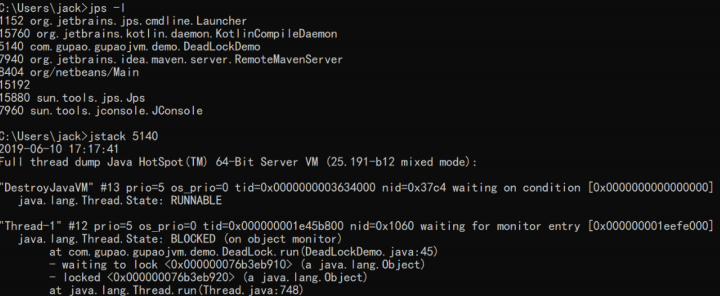 C:\Users\jack>jps -l
1152 org.jetbrains.jps.cmdline.Launcher
15760 org.jetbrains.kotlin.daemon.KotlinCompileDaemon
5140 com.gupao.gupaojvm.demo.DeadLockDemo
7940 org.jetbrains.idea.maven.server.RemoteMavenServer
8404 org/netbeans/Main
15192
15880 sun.tools.jps.Jps
7960 sun.tools.jconsole.JConsole
C:\Users\jack>jstack 5140
2019-06-10 17:17:41
Full thread dump Java HotSpot(TM) 64-Bit Server VM (25.191-b12 mixed mode):
"DestroyJavaVM" #13 prio=5 os_prio=0 tid=0x0000000003634000 nid=0x37c4 waiting on condition [0x0000000000000000]
java.lang.Thread.State: RUNNABLE
"Thread-1" #12 prio=5 os_prio=0 tid=0x000000001e45b800 nid=0x1060 waiting for monitor entry [0x000000001eefe000]
java.lang.Thread.State: BLOCKED (on object monitor)
at com.gupao.gupaojvm.demo.DeadLock.run(DeadLockDemo.java:45)
- waiting to lock <0x000000076b3eb910> (a java.lang.Object)
- locked <0x000000076b3eb920> (a java.lang.Object)
at java.lang.Thread.run(Thread.java:748)